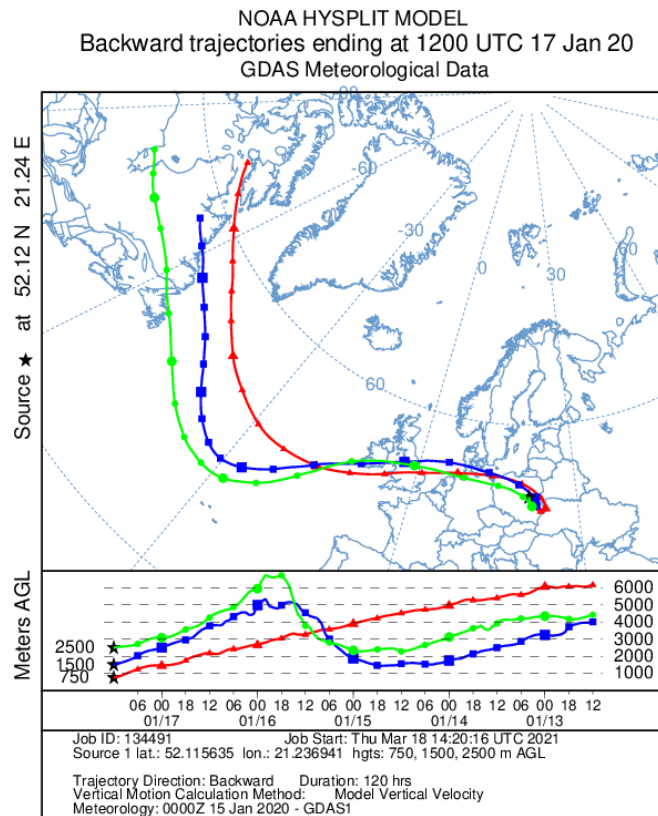 NOAA HYSPLIT MODEL
Backward trajectories ending at 1200 UTC 17 Jan 20
GDAS Meteorological Data
Source ★ at 52.12 N 21.24 E
60
-60
-30
0
30
60
Meters AGL
2500
1500
750
6000
5000
4000
3000
2000
1000
06 00 18 12 06 00 18 12 06 00 18 12 06 00 18 12 06 00 12
01/17 01/16 01/15 01/14 01/13
Job ID: 134491 Job Start: Thu Mar 18 14:20:16 UTC 2021
Source 1 lat.: 52.115635 lon.: 21.236941 hgts: 750, 1500, 2500 m AGL
Trajectory Direction: Backward Duration: 120 hrs
Vertical Motion Calculation Method: Model Vertical Velocity
Meteorology: 0000Z 15 Jan 2020 - GDAS1